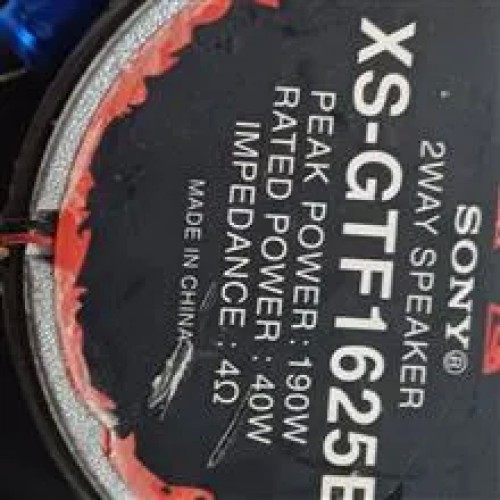 SONY®
2WAY SPEAKER
XS-GTF1625E
PEAK POWER : 190W
RATED POWER : 40W
IMPEDANCE : 4Ω
MADE IN CHINA